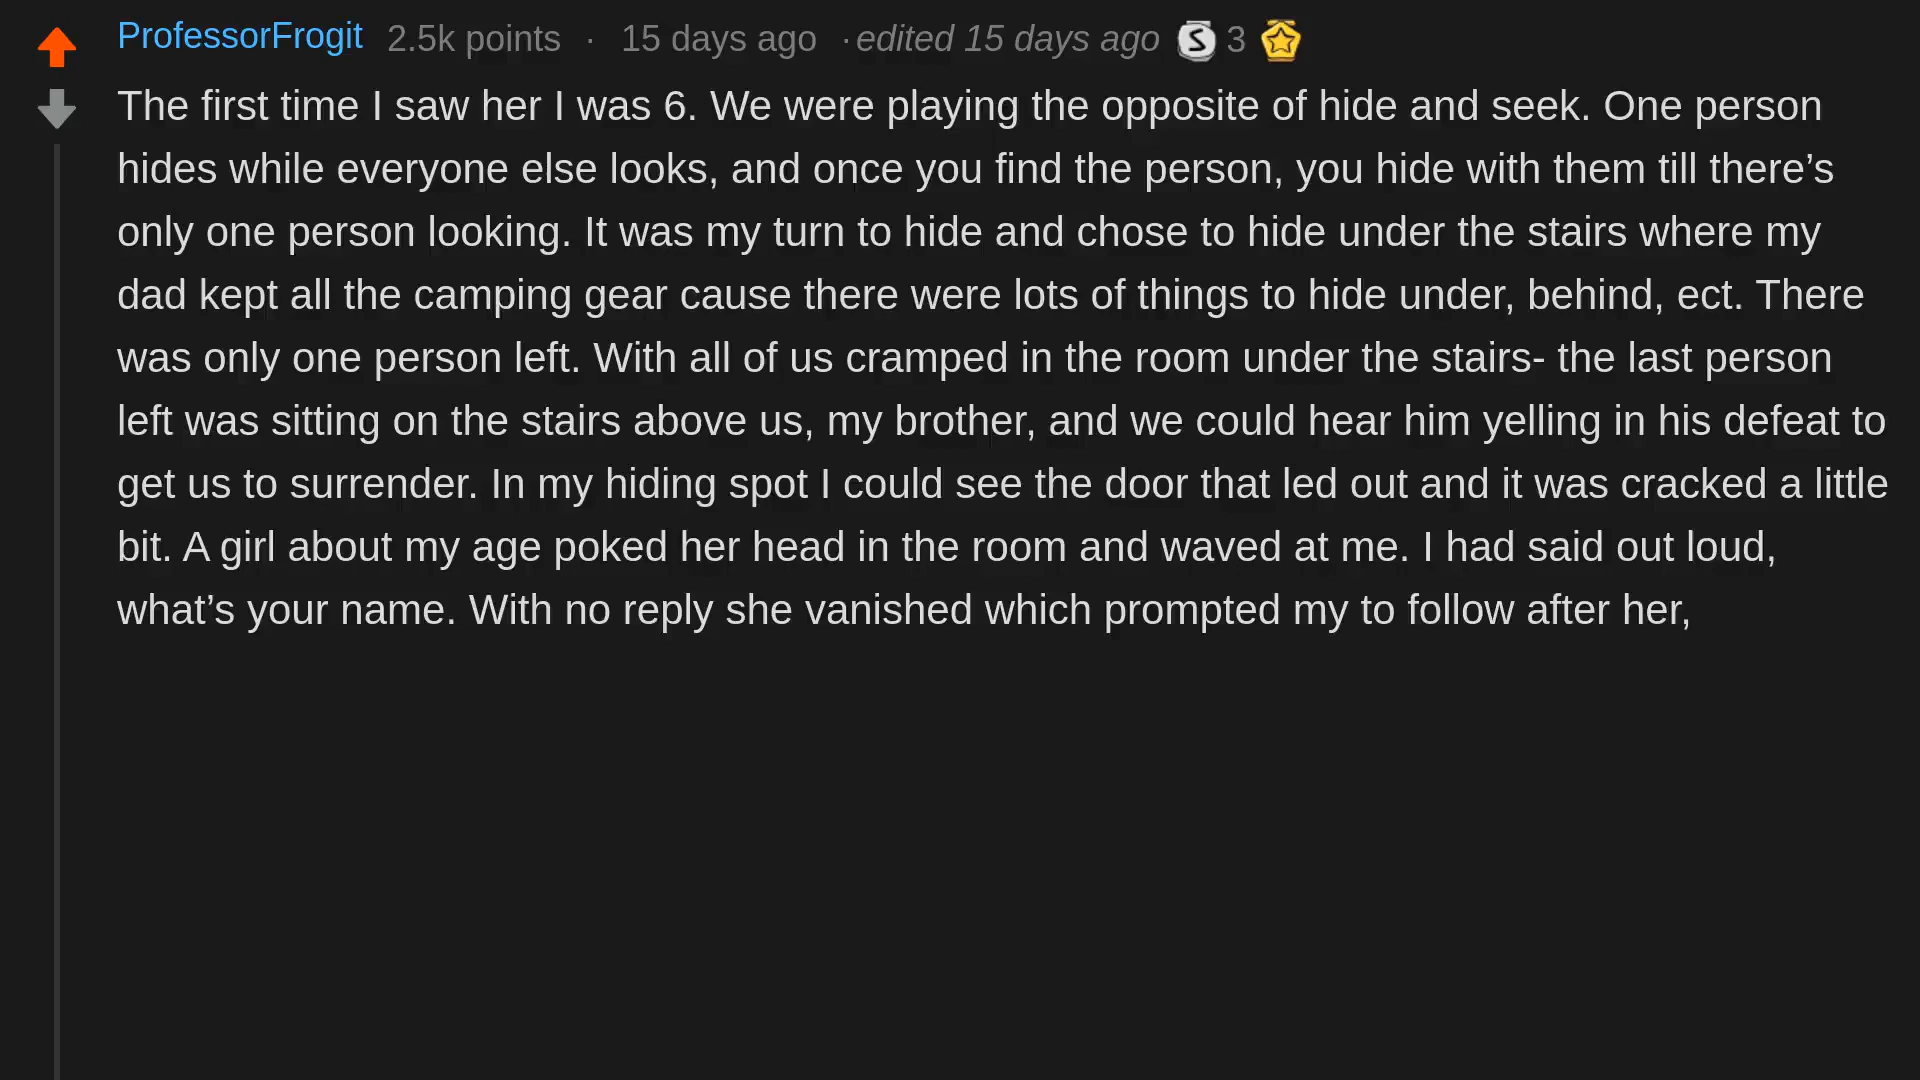 ProfessorFrogit 2.5k points · 15 days ago · edited 15 days ago S 3
The first time I saw her I was 6. We were playing the opposite of hide and seek. One person
hides while everyone else looks, and once you find the person, you hide with them till there’s
only one person looking. It was my turn to hide and chose to hide under the stairs where my
dad kept all the camping gear cause there were lots of things to hide under, behind, ect. There
was only one person left. With all of us cramped in the room under the stairs- the last person
left was sitting on the stairs above us, my brother, and we could hear him yelling in his defeat to
get us to surrender. In my hiding spot I could see the door that led out and it was cracked a little
bit. A girl about my age poked her head in the room and waved at me. I had said out loud,
what’s your name. With no reply she vanished which prompted my to follow after her,